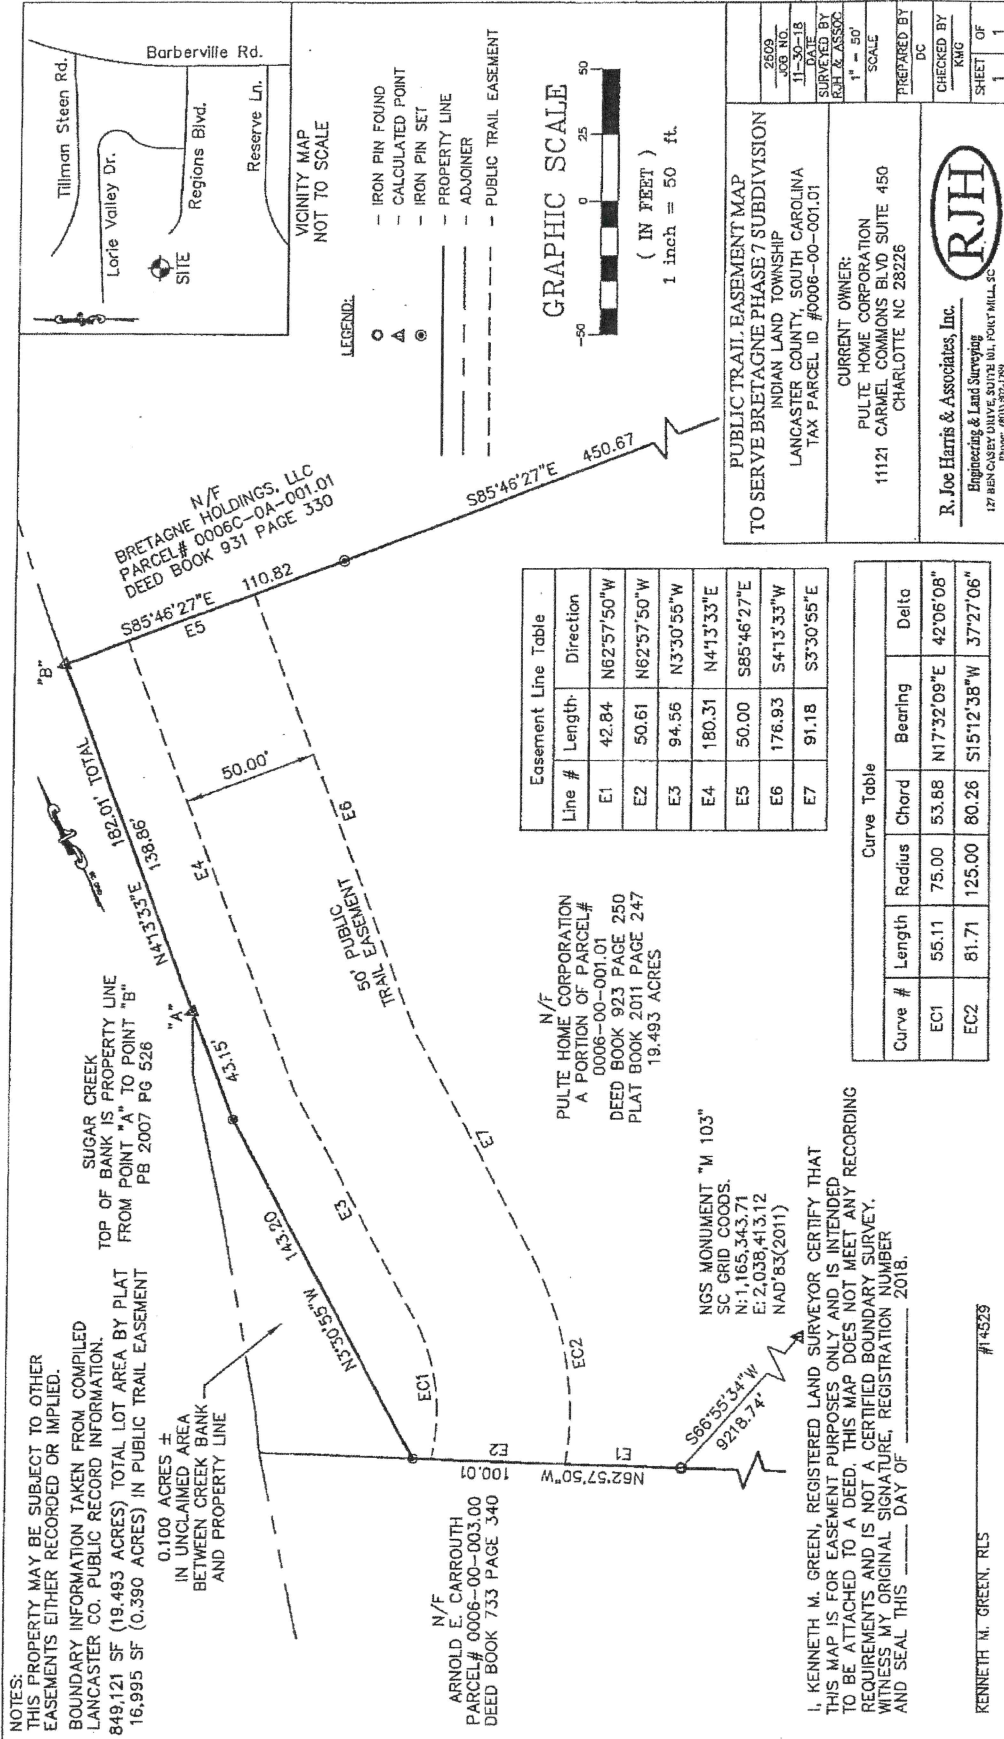 NOTES:
THIS PROPERTY MAY BE SUBJECT TO OTHER
EASEMENTS EITHER RECORDED OR IMPLIED.
BOUNDARY INFORMATION TAKEN FROM COMPILED
LANCASTER CO. PUBLIC RECORD INFORMATION.
849,121 SF (19.493 ACRES) TOTAL LOT AREA BY PLAT
16,995 SF (0.390 ACRES) IN PUBLIC TRAIL EASEMENT
0.100 ACRES ±
IN UNCLAIMED AREA
BETWEEN CREEK BANK
AND PROPERTY LINE
SUGAR CREEK
TOP OF BANK IS PROPERTY LINE
FROM POINT "A" TO POINT "B"
PB 2007 PG 526
N/F
ARNOLD E. CARROUTH
PARCEL# 0006-00-003.00
DEED BOOK 733 PAGE 340
N3°30'55"W
143.20
43.15'
"A"
N4°13'33"E
182.01' TOTAL
138.86'
"B"
N/F
BRETAGNE HOLDINGS, LLC
PARCEL# 0006C-0A-001.01
DEED BOOK 931 PAGE 330
S85°46'27"E
110.82
E5
S85°46'27"E
450.67
EC1
E3
E4
50.00'
E6
50' PUBLIC
TRAIL EASEMENT
E7
EC2
E2
E1
100.01
N62°57'50"W
S66°55'34"W
9218.74'
NGS MONUMENT "M 103"
SC GRID COODS.
N:1,165,343.71
E: 2,038,413.12
NAD'83(2011)
N/F
PULTE HOME CORPORATION
A PORTION OF PARCEL#
0006-00-001.01
DEED BOOK 923 PAGE 250
PLAT BOOK 2011 PAGE 247
19.493 ACRES
I, KENNETH M. GREEN, REGISTERED LAND SURVEYOR CERTIFY THAT
THIS MAP IS FOR EASEMENT PURPOSES ONLY AND IS INTENDED
TO BE ATTACHED TO A DEED. THIS MAP DOES NOT MEET ANY RECORDING
REQUIREMENTS AND IS NOT A CERTIFIED BOUNDARY SURVEY.
WITNESS MY ORIGINAL SIGNATURE, REGISTRATION NUMBER
AND SEAL THIS ____ DAY OF __________ 2018.
KENNETH M. GREEN, RLS #14529
Easement Line Table
Line # Length Direction
E1 42.84 N62°57'50"W
E2 50.61 N62°57'50"W
E3 94.56 N3°30'55"W
E4 180.31 N4°13'33"E
E5 50.00 S85°46'27"E
E6 176.93 S4°13'33"W
E7 91.18 S3°30'55"E
Curve Table
Curve # Length Radius Chord Bearing Delta
EC1 55.11 75.00 53.88 N17°32'09"E 42°06'08"
EC2 81.71 125.00 80.26 S15°12'38"W 37°27'06"
Tillman Steen Rd.
Barberville Rd.
Lorie Valley Dr.
SITE
Regions Blvd.
Reserve Ln.
VICINITY MAP
NOT TO SCALE
LEGEND:
- IRON PIN FOUND
- CALCULATED POINT
- IRON PIN SET
- PROPERTY LINE
- ADJOINER
- PUBLIC TRAIL EASEMENT
GRAPHIC SCALE
-50 0 25 50
( IN FEET )
1 inch = 50 ft.
PUBLIC TRAIL EASEMENT MAP
TO SERVE BRETAGNE PHASE 7 SUBDIVISION
INDIAN LAND TOWNSHIP
LANCASTER COUNTY, SOUTH CAROLINA
TAX PARCEL ID #0006-00-001.01
CURRENT OWNER:
PULTE HOME CORPORATION
11121 CARMEL COMMONS BLVD SUITE 450
CHARLOTTE NC 28226
R. Joe Harris & Associates, Inc.
Engineering & Land Surveying
127 BEN CASEY DRIVE, SUITE 101, FORT MILL, SC
RJH
2609
JOB NO.
11-30-18
DATE
SURVEYED BY
RJH & ASSOC
1" = 50'
SCALE
PREPARED BY
DC
CHECKED BY
KMG
SHEET OF
1 1